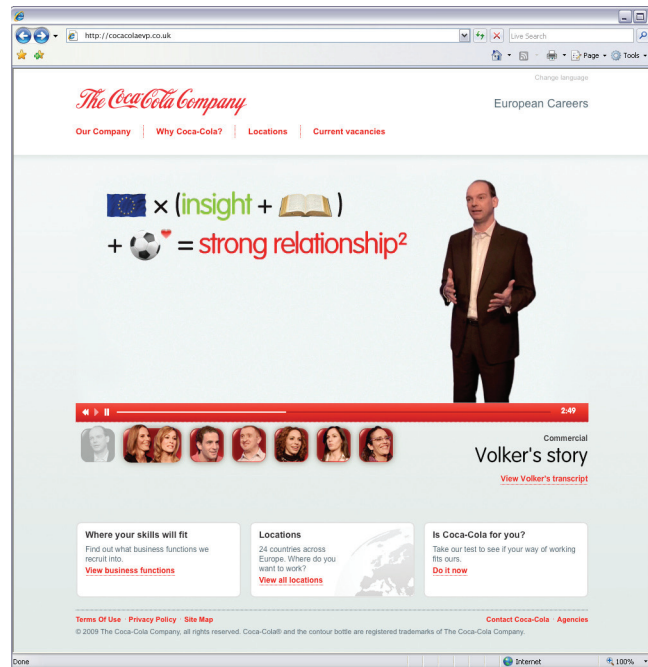 http://cocacolaevp.co.uk
Live Search
Page
Tools
Change language
The Coca-Cola Company
European Careers
Our Company
Why Coca-Cola?
Locations
Current vacancies
× (insight + )
+ = strong relationship²
2:49
Commercial
Volker's story
View Volker's transcript
Where your skills will fit
Find out what business functions we
recruit into.
View business functions
Locations
24 countries across
Europe. Where do you
want to work?
View all locations
Is Coca-Cola for you?
Take our test to see if your way of working
fits ours.
Do it now
Terms Of Use · Privacy Policy · Site Map
Contact Coca-Cola · Agencies
© 2009 The Coca-Cola Company, all rights reserved. Coca-Cola® and the contour bottle are registered trademarks of The Coca-Cola Company.
Done
Internet
100%